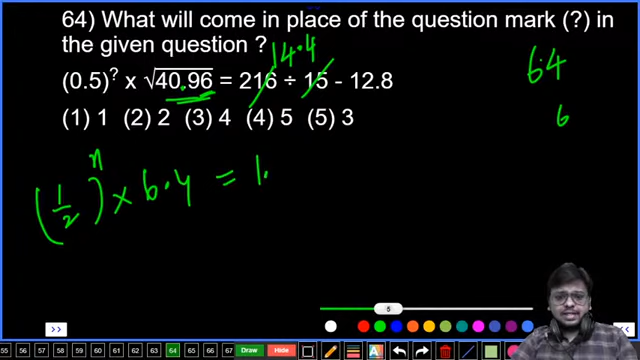 64) What will come in place of the question mark (?) in
the given question ?
14.4
(0.5)^? x √40.96 = 216 ÷ 15 - 12.8
6.4
(1) 1 (2) 2 (3) 4 (4) 5 (5) 3
6
(1/2)^n × 6.4 = 1.
5
>>
<<
55 56 57 58 59 60 61 62 63 64 65 66 67 Draw Hide